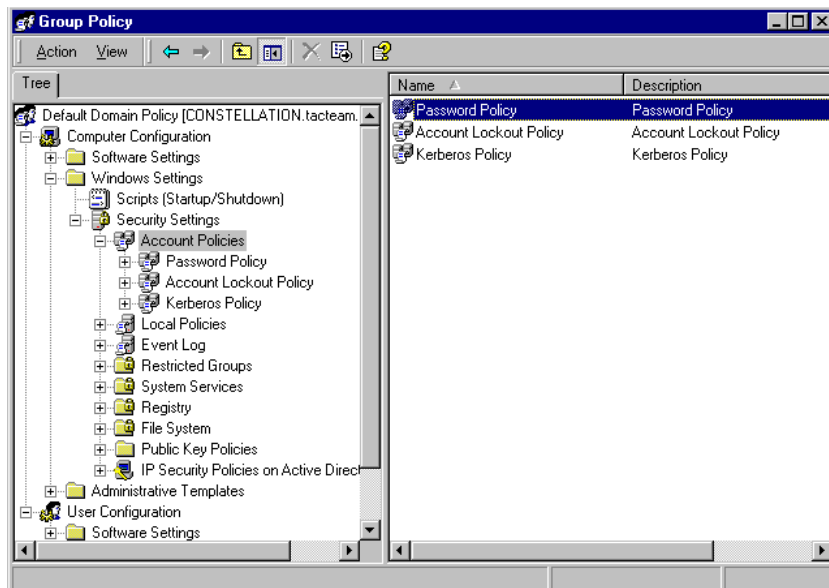 Group Policy
Action View
Tree
Name Description
Default Domain Policy [CONSTELLATION.tacteam.
Computer Configuration
Software Settings
Windows Settings
Scripts (Startup/Shutdown)
Security Settings
Account Policies
Password Policy
Account Lockout Policy
Kerberos Policy
Local Policies
Event Log
Restricted Groups
System Services
Registry
File System
Public Key Policies
IP Security Policies on Active Direct
Administrative Templates
User Configuration
Software Settings
Password Policy Password Policy
Account Lockout Policy Account Lockout Policy
Kerberos Policy Kerberos Policy